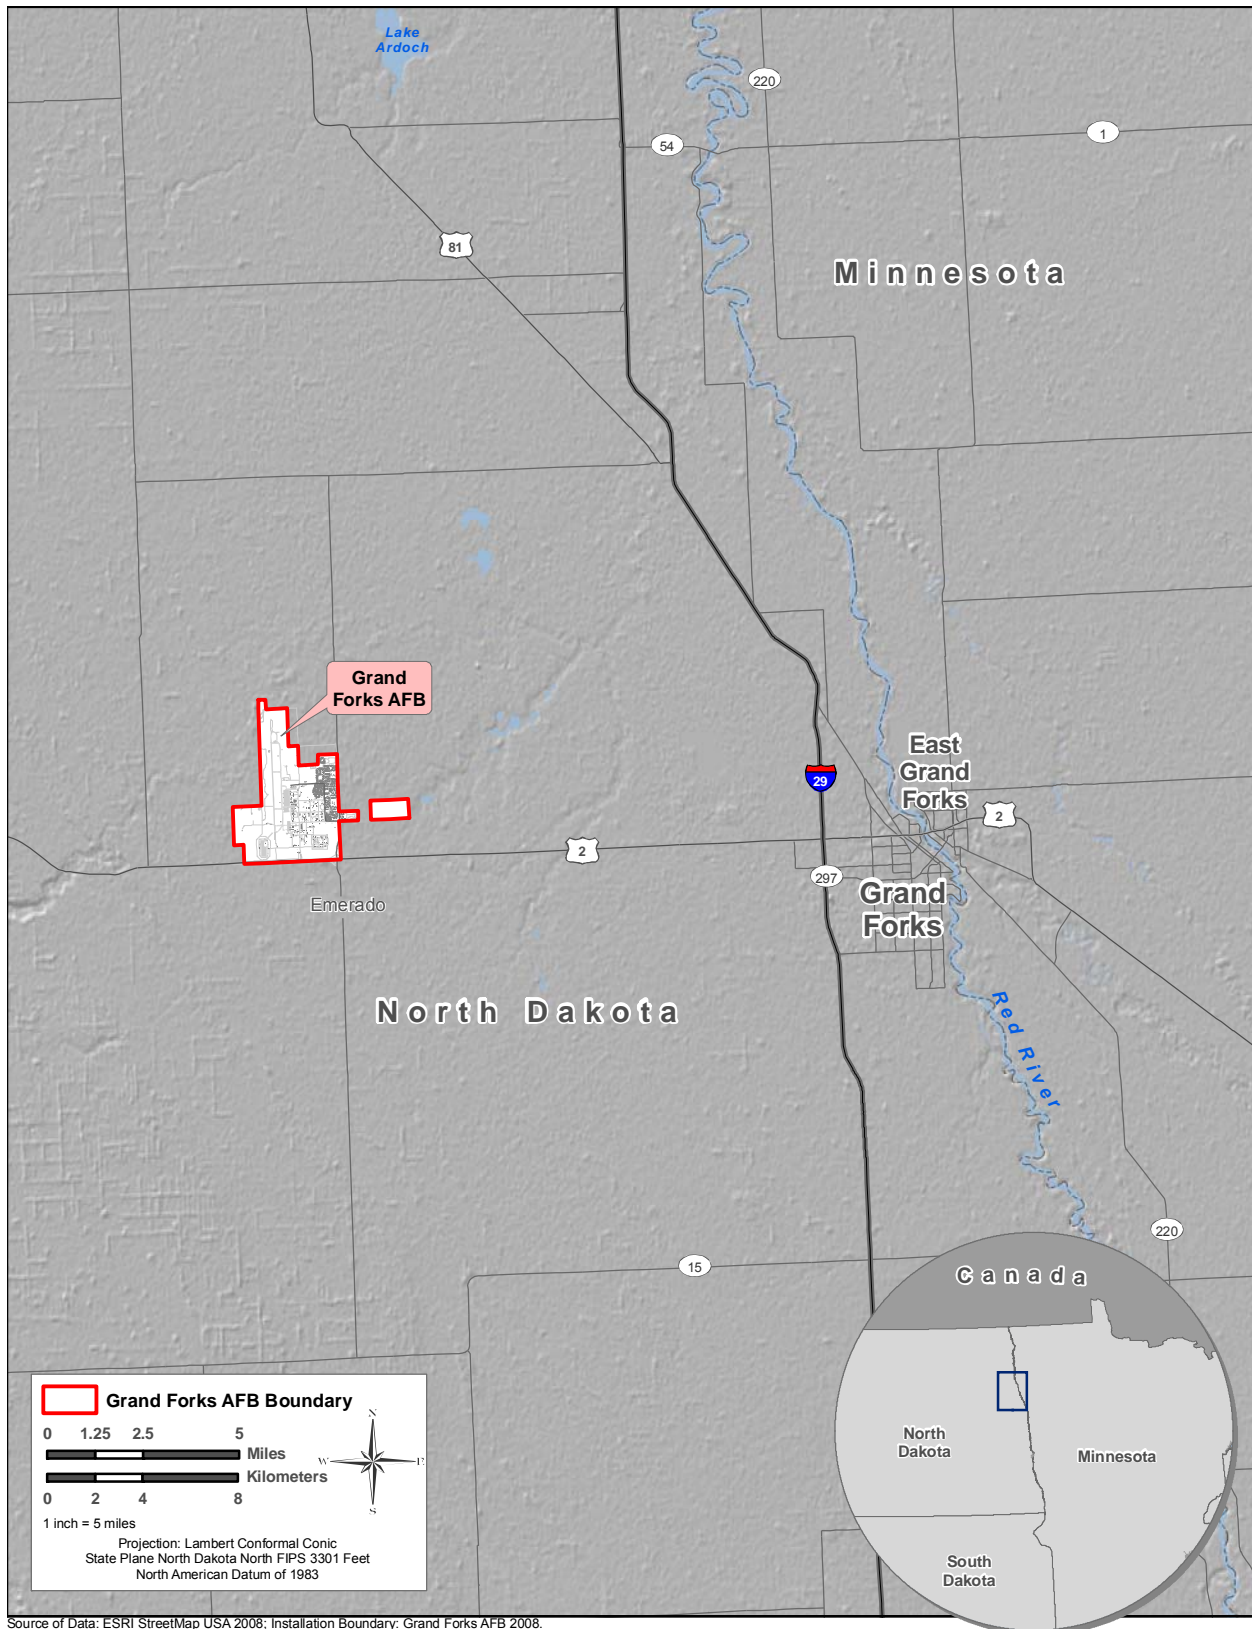 Lake
Ardoch
220
54
1
81
Minnesota
Grand
Forks AFB
East
Grand
Forks
29
2
2
297
Grand
Forks
Emerado
North Dakota
Red River
220
15
Canada
North
Dakota
Minnesota
South
Dakota
Grand Forks AFB Boundary
0 1.25 2.5 5
Miles
Kilometers
0 2 4 8
N
W E
S
1 inch = 5 miles
Projection: Lambert Conformal Conic
State Plane North Dakota North FIPS 3301 Feet
North American Datum of 1983
Source of Data: ESRI StreetMap USA 2008; Installation Boundary: Grand Forks AFB 2008.